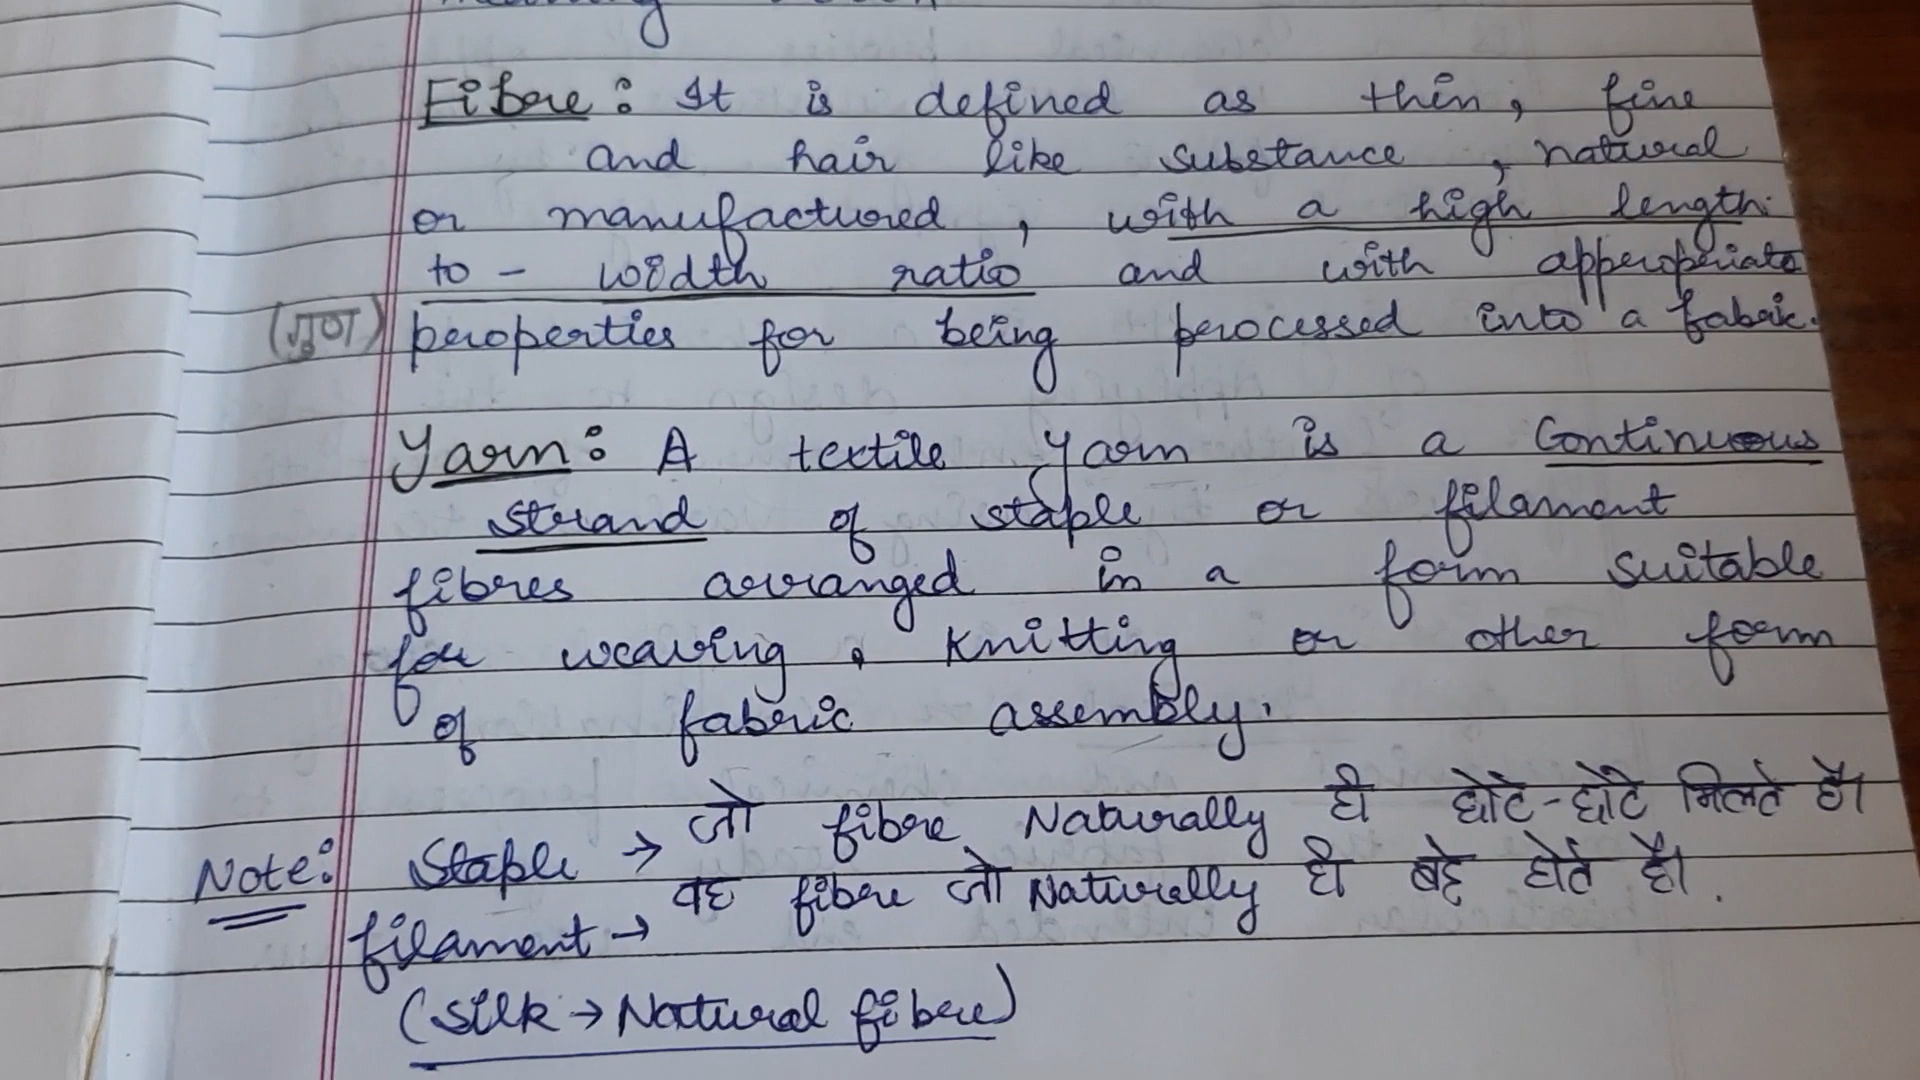 Fibre: It is defined as thin, fine
and hair like substance, natural
or manufactured, with a high length-
to-width ratio and with appropriate
(गुण) properties for being processed into a fabric.
Yarn: A textile yarn is a Continuous
strand of staple or filament
fibres arranged in a form suitable
for weaving, knitting or other form
of fabric assembly.
Note: Staple → जो fibre Naturally ही छोटे-छोटे मिलते है।
filament → वह fibre जो Naturally ही बड़े होते है।.
(Silk → Natural fibre)